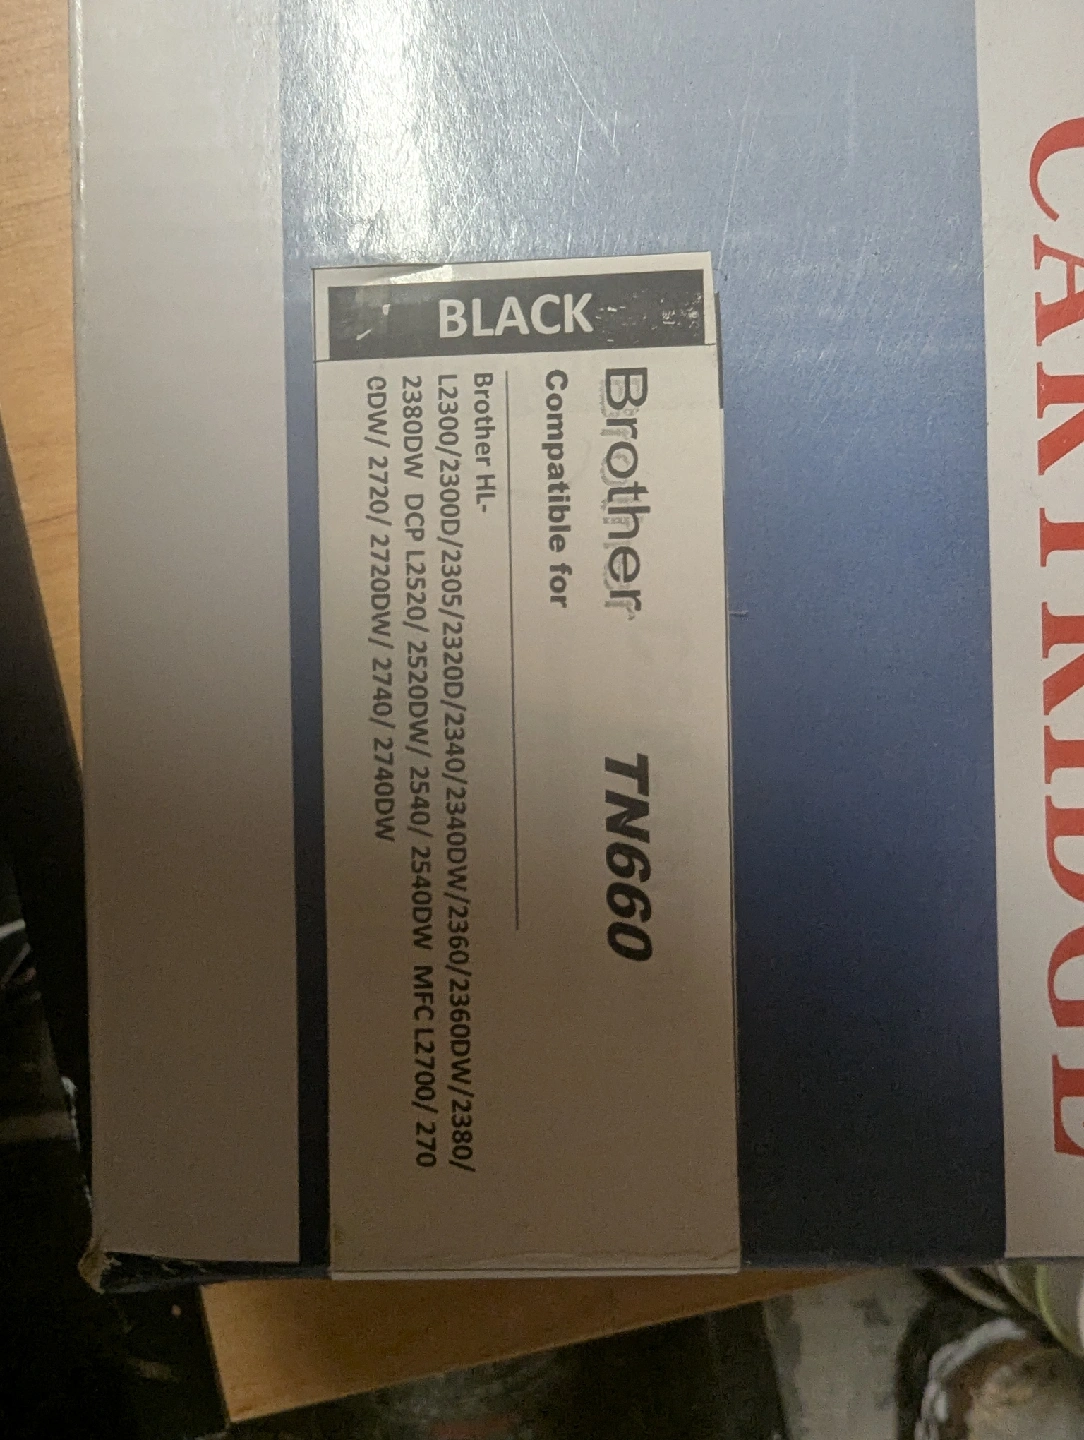 CARTRIDGE
BLACK
Brother TN660
Compatible for
Brother HL-
L2300/2300D/2305/2320D/2340/2340DW/2360/2360DW/2380/
2380DW DCP L2520/ 2520DW/ 2540/ 2540DW MFC L2700/ 270
0DW/ 2720/ 2720DW/ 2740/ 2740DW